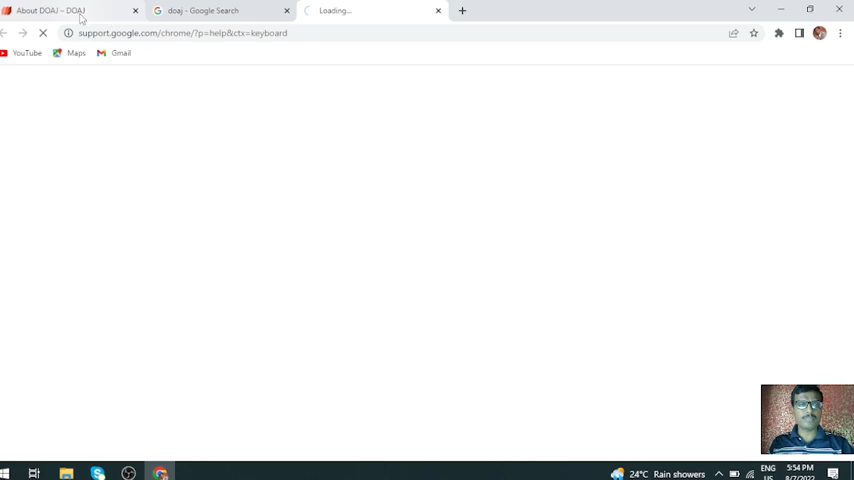 About DOAJ – DOAJ
doaj - Google Search
Loading...
support.google.com/chrome/?p=help&ctx=keyboard
YouTube
Maps
Gmail
24°C Rain showers
ENG
US
5:54 PM
8/7/2022